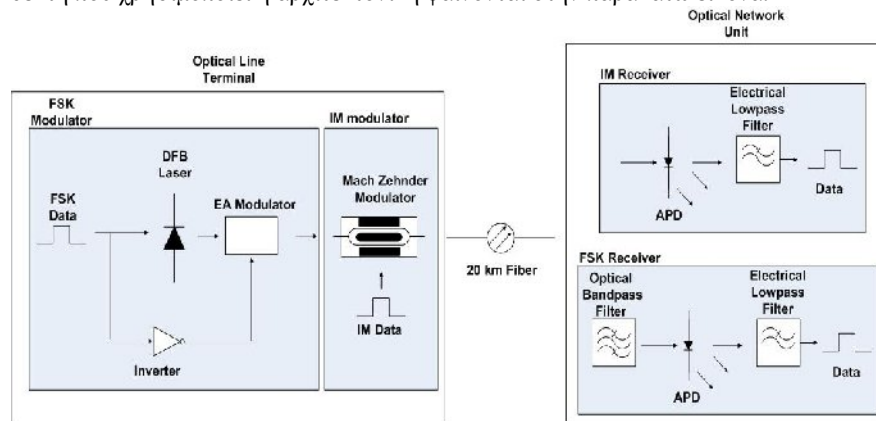 Optical Network
Unit
Optical Line
Terminal
FSK
Modulator
IM modulator
DFB
Laser
FSK
Data
EA Modulator
Mach Zehnder
Modulator
IM Data
Inverter
20 km Fiber
IM Receiver
Electrical
Lowpass
Filter
APD
Data
FSK Receiver
Optical
Bandpass
Filter
Electrical
Lowpass
Filter
APD
Data